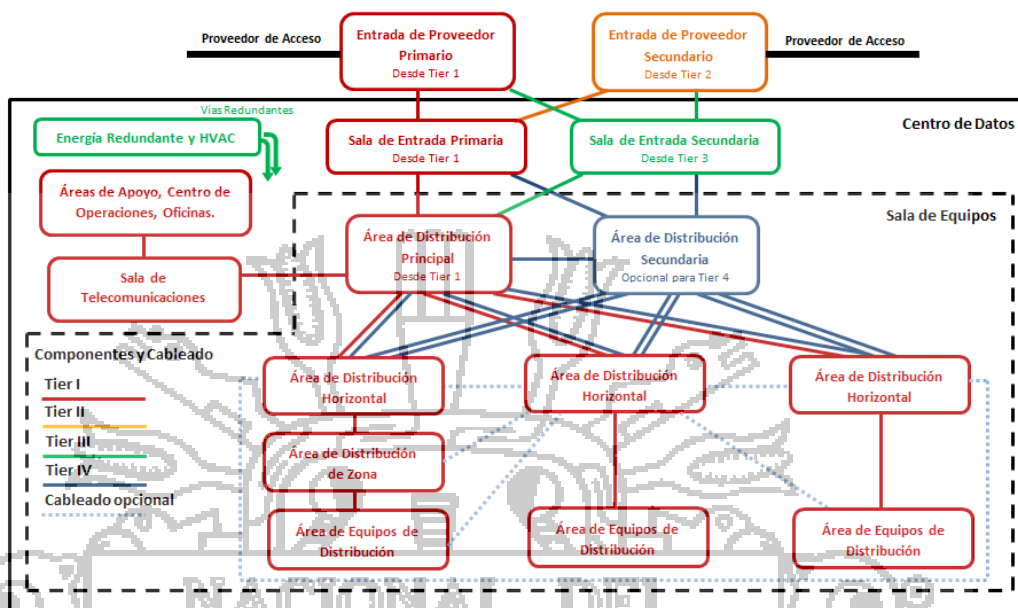 Proveedor de Acceso
Entrada de Proveedor
Primario
Desde Tier 1
Entrada de Proveedor
Secundario
Desde Tier 2
Proveedor de Acceso
Vías Redundantes
Centro de Datos
Energía Redundante y HVAC
Sala de Entrada Primaria
Desde Tier 1
Sala de Entrada Secundaria
Desde Tier 3
Áreas de Apoyo, Centro de
Operaciones, Oficinas.
Sala de Equipos
Área de Distribución
Principal
Desde Tier 1
Área de Distribución
Secundaria
Opcional para Tier 4
Sala de
Telecomunicaciones
Componentes y Cableado
Tier I
Tier II
Tier III
Tier IV
Cableado opcional
Área de Distribución
Horizontal
Área de Distribución
Horizontal
Área de Distribución
Horizontal
Área de Distribución
de Zona
Área de Equipos de
Distribución
Área de Equipos de
Distribución
Área de Equipos de
Distribución
NACIONAL DEL